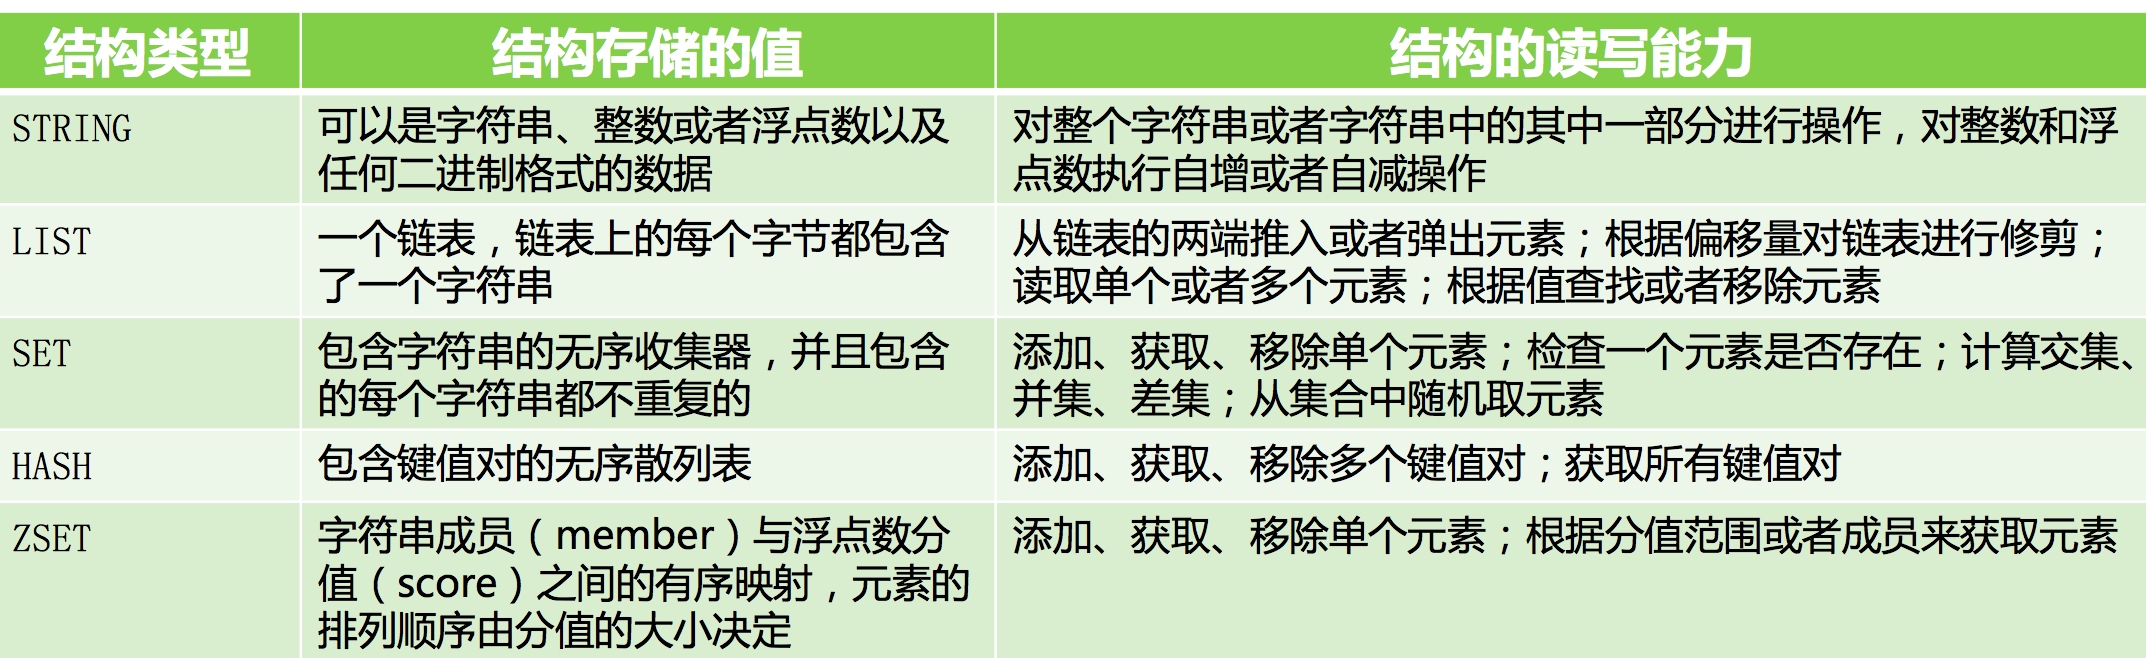 结构类型
结构存储的值
结构的读写能力
STRING
可以是字符串、整数或者浮点数以及
任何二进制格式的数据
对整个字符串或者字符串中的其中一部分进行操作，对整数和浮
点数执行自增或者自减操作
LIST
一个链表，链表上的每个字节都包含
了一个字符串
从链表的两端推入或者弹出元素；根据偏移量对链表进行修剪；
读取单个或者多个元素；根据值查找或者移除元素
SET
包含字符串的无序收集器，并且包含
的每个字符串都不重复的
添加、获取、移除单个元素；检查一个元素是否存在；计算交集、
并集、差集；从集合中随机取元素
HASH
包含键值对的无序散列表
添加、获取、移除多个键值对；获取所有键值对
ZSET
字符串成员（member）与浮点数分
值（score）之间的有序映射，元素的
排列顺序由分值的大小决定
添加、获取、移除单个元素；根据分值范围或者成员来获取元素